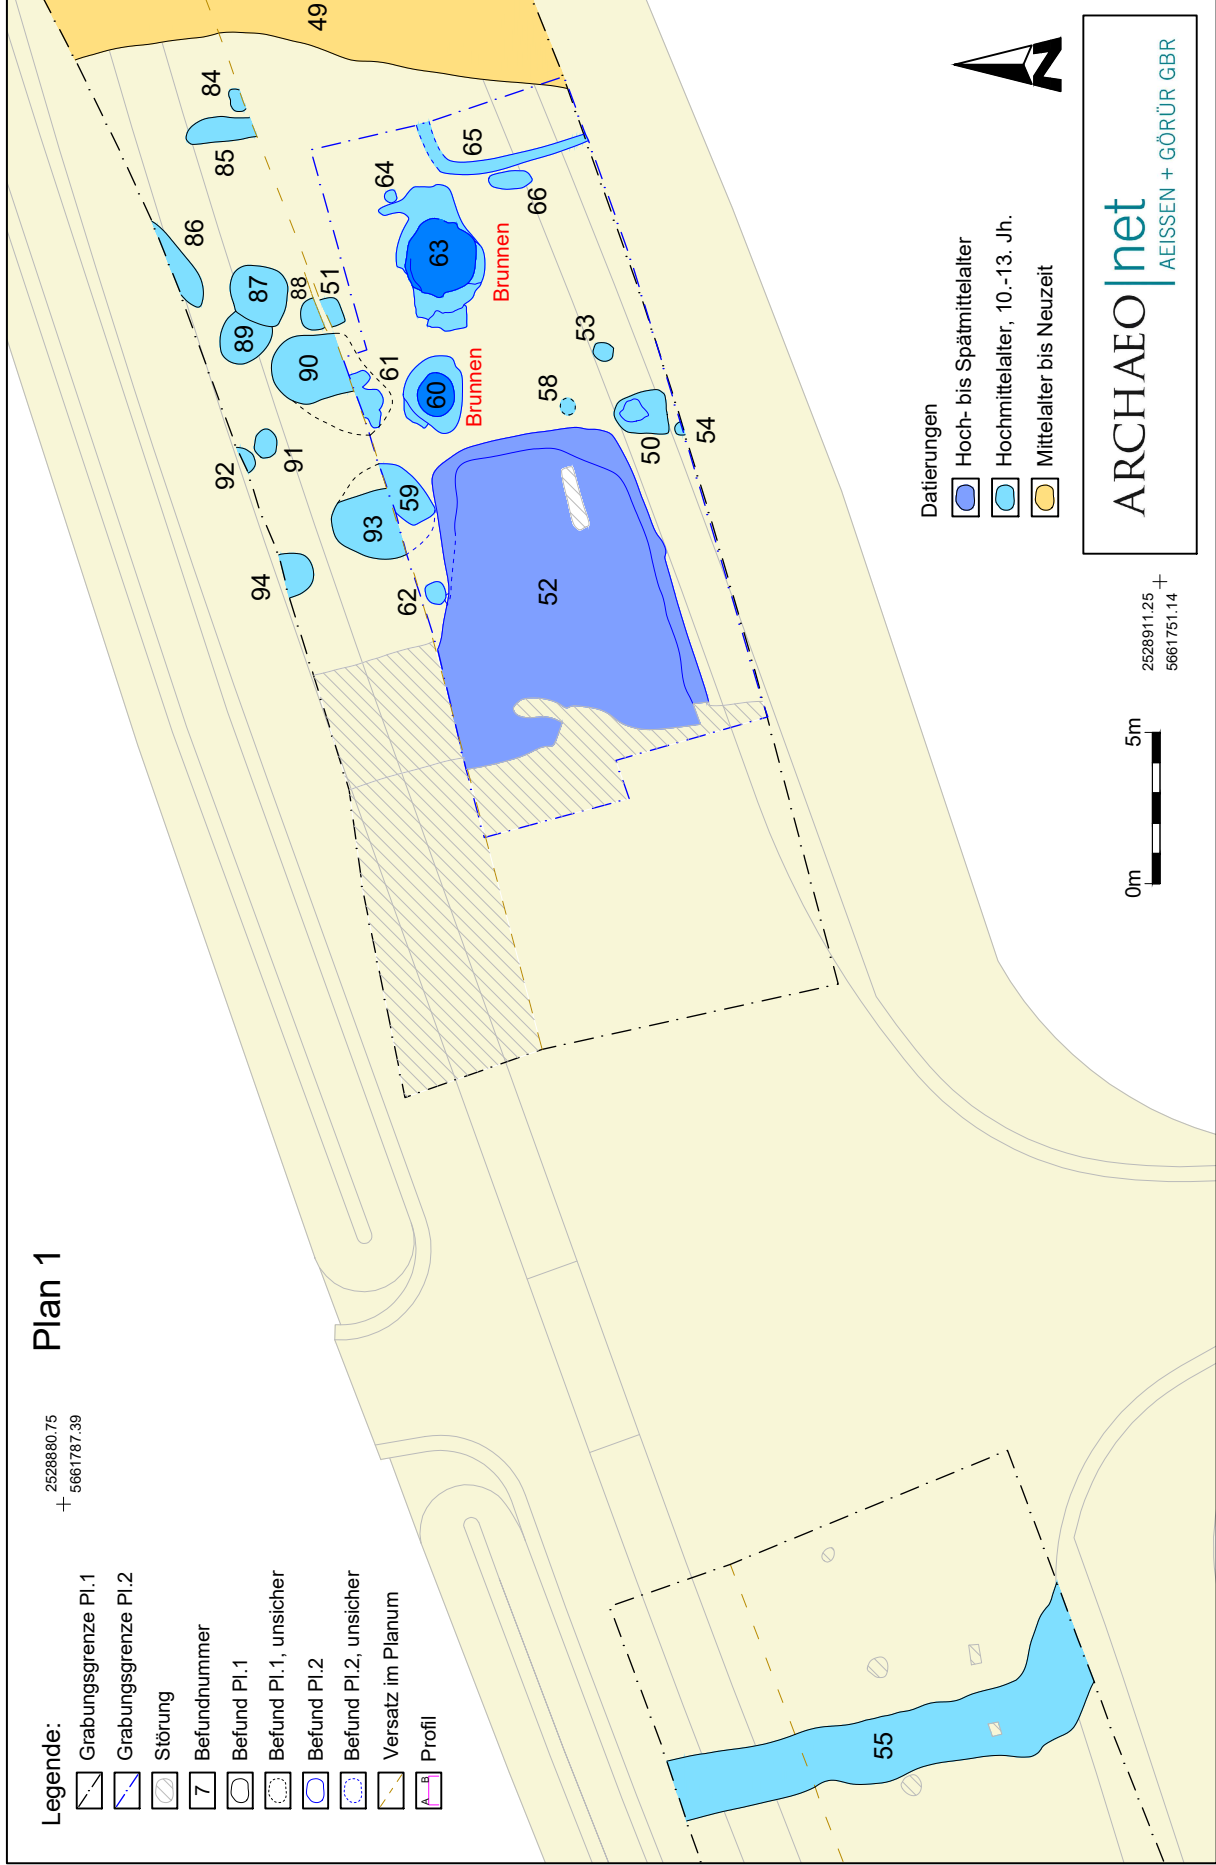 Plan 1
2528880.75
5661787.39
Legende:
Grabungsgrenze Pl.1
Grabungsgrenze Pl.2
Störung
7 Befundnummer
Befund Pl.1
Befund Pl.1, unsicher
Befund Pl.2
Befund Pl.2, unsicher
Versatz im Planum
A B Profil
55
94
92
91
93
59
62
52
90
89
87
88
51
86
85
84
49
61
60
Brunnen
63
Brunnen
64
65
66
58
53
50
54
Datierungen
Hoch- bis Spätmittelalter
Hochmittelalter, 10.-13. Jh.
Mittelalter bis Neuzeit
N
0m 5m
2528911.25
5661751.14
ARCHAEO|net
AEISSEN + GÖRÜR GBR